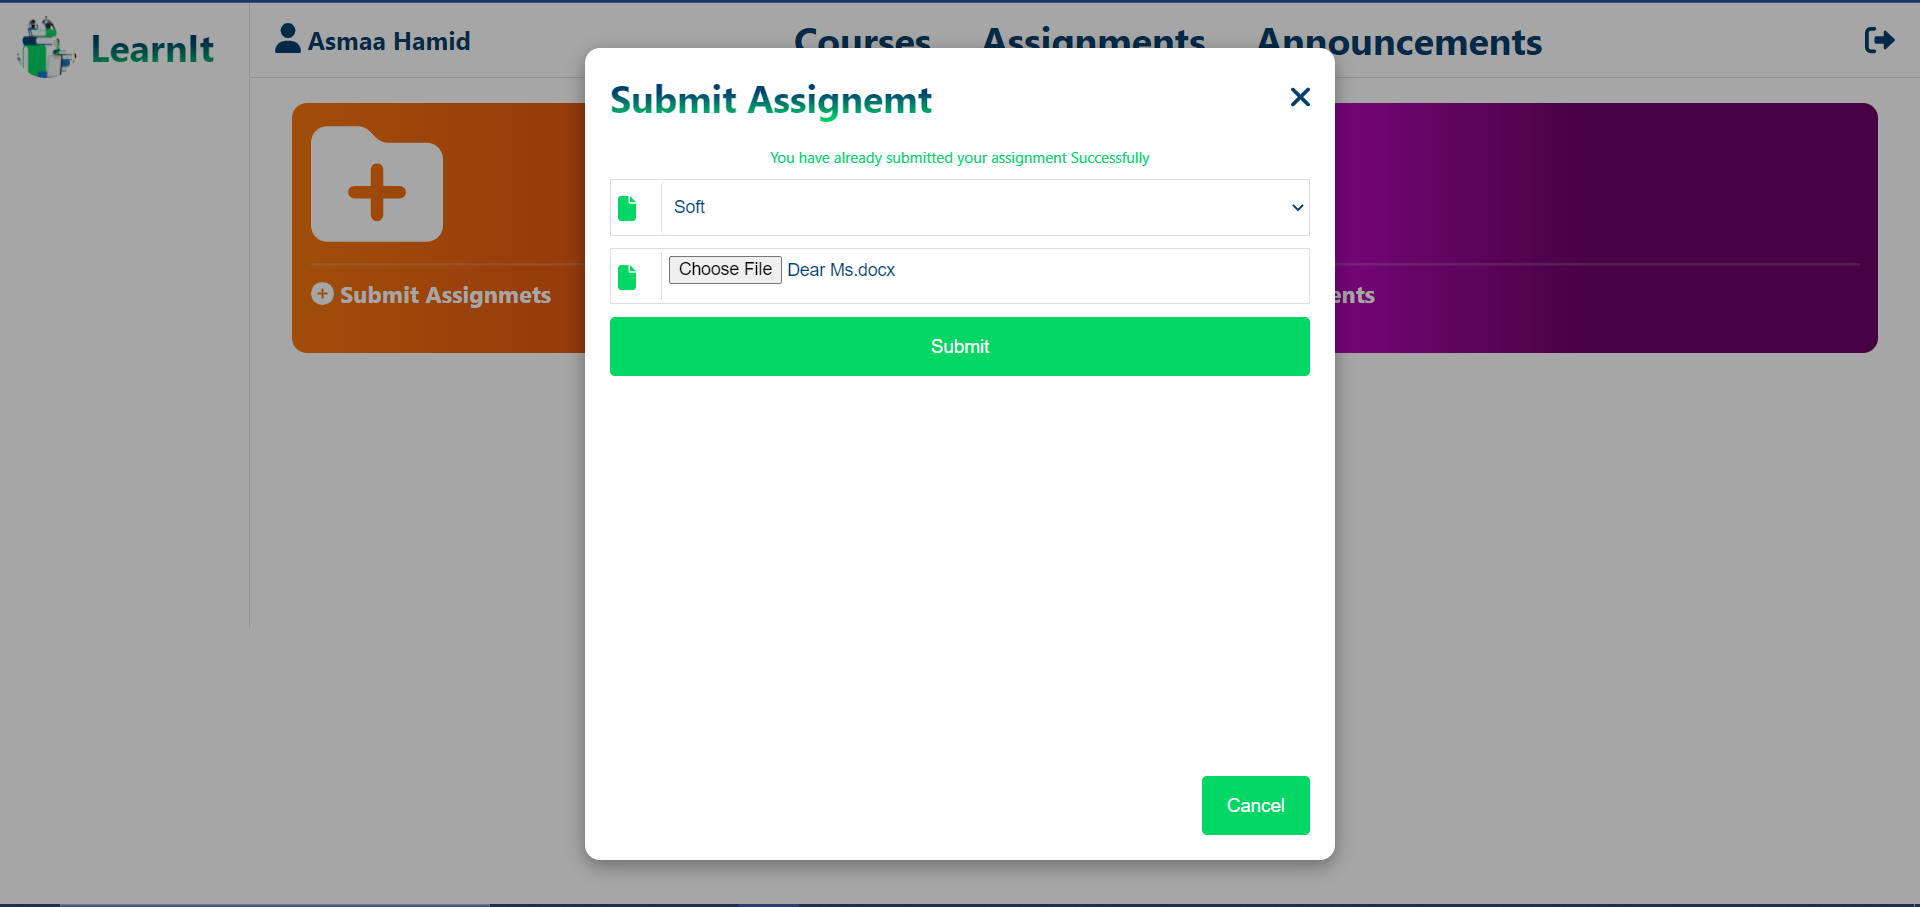 LearnIt
Asmaa Hamid
Courses Assignments Announcements
Submit Assignemt
You have already submitted your assignment Successfully
Soft
Choose File Dear Ms.docx
Submit Assignmets
ents
Submit
Cancel